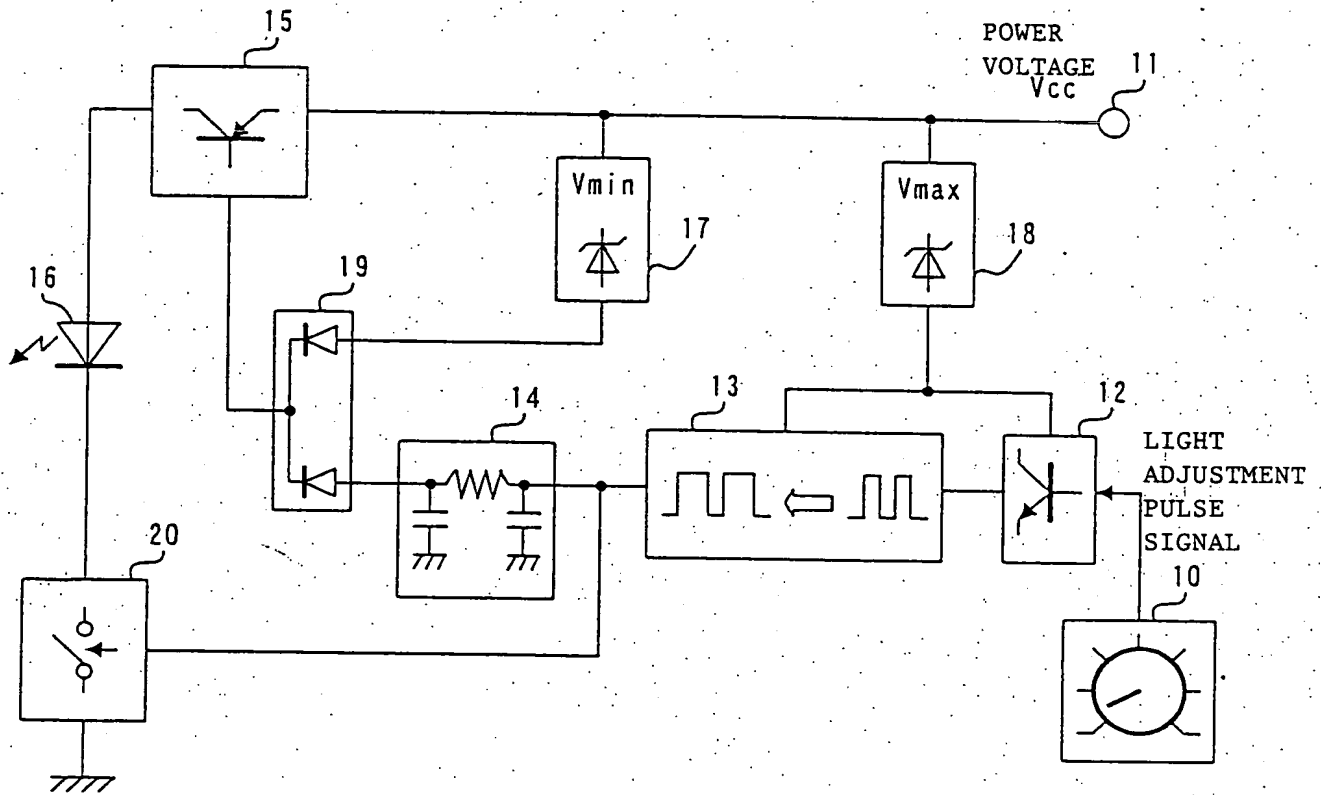 15
POWER
VOLTAGE
Vcc
11
Vmin
17
Vmax
18
16
19
14
13
12
LIGHT
ADJUSTMENT
PULSE
SIGNAL
20
10